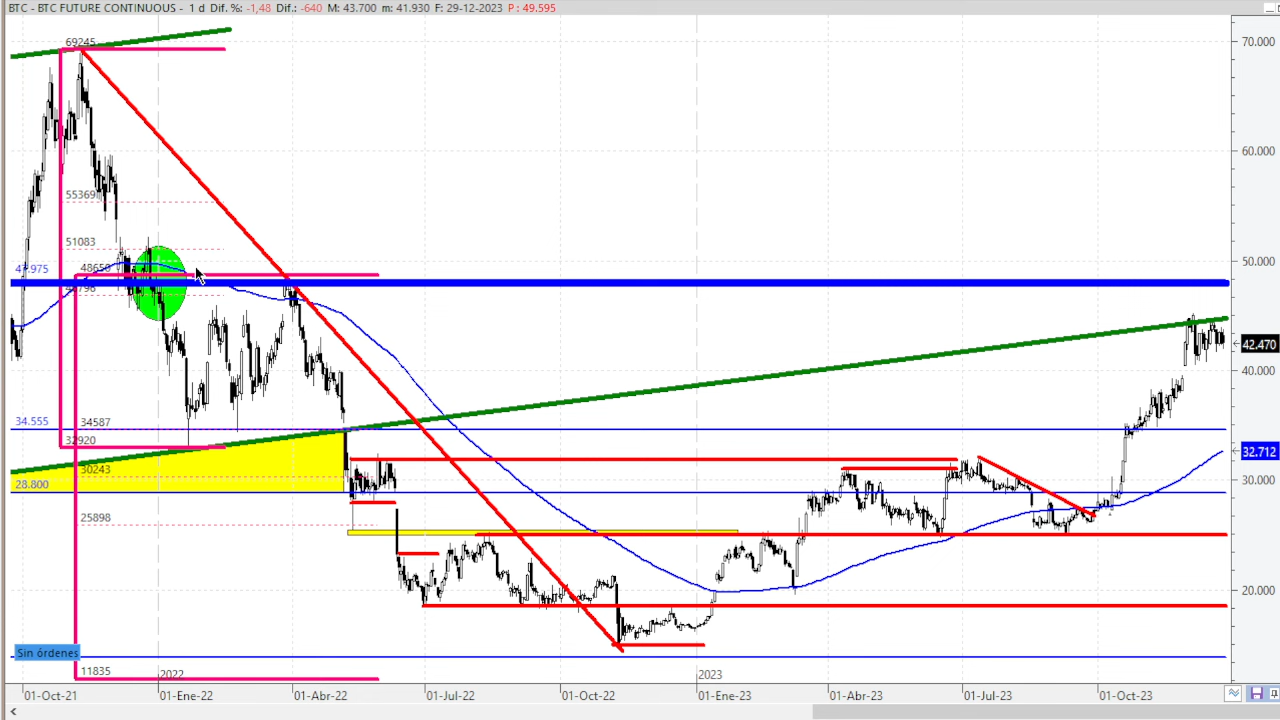 BTC - BTC FUTURE CONTINUOUS - 1 d Dif. %: -1,48 Dif.: -640 M: 43.700 m: 41.930 F: 29-12-2023 P: 49.595
69245
70.000
60.000
55369
51083
50.000
48650
47.975
42.470
40.000
34.555
34587
32920
32.712
30243
30.000
28.800
25898
20.000
Sin órdenes
11835
2022
2023
01-Oct-21
01-Ene-22
01-Abr-22
01-Jul-22
01-Oct-22
01-Ene-23
01-Abr-23
01-Jul-23
01-Oct-23